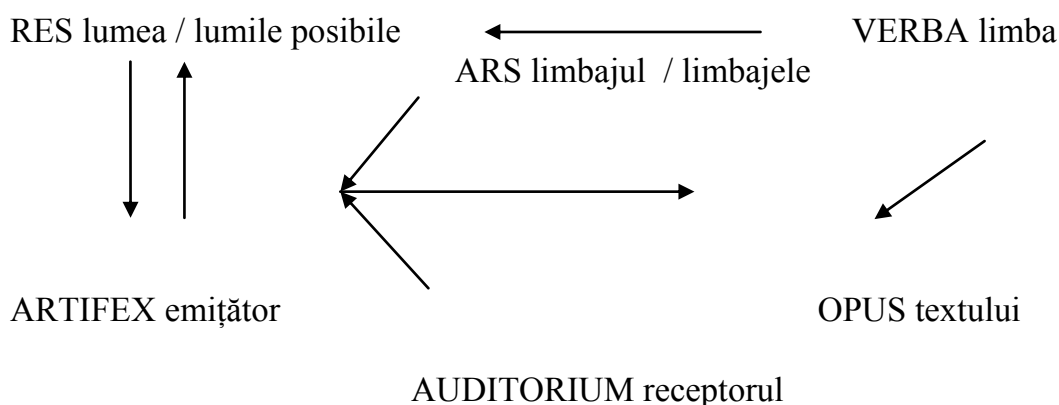 RES lumea / lumile posibile VERBA limba
ARS limbajul / limbajele
ARTIFEX emițător OPUS textului
AUDITORIUM receptorul